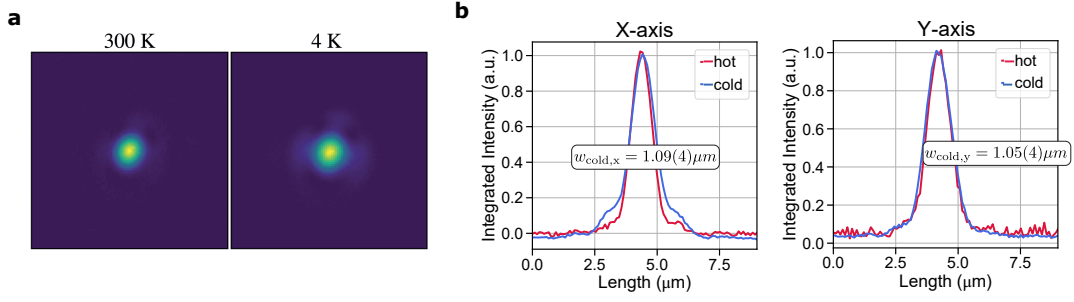 a
300 K
4 K
b
X-axis
Integrated Intensity (a.u.)
1.0
0.8
0.6
0.4
0.2
0.0
hot
cold
w_cold,x = 1.09(4)μm
0.0 2.5 5.0 7.5
Length (μm)
Y-axis
Integrated Intensity (a.u.)
1.0
0.8
0.6
0.4
0.2
0.0
hot
cold
w_cold,y = 1.05(4)μm
0.0 2.5 5.0 7.5
Length (μm)